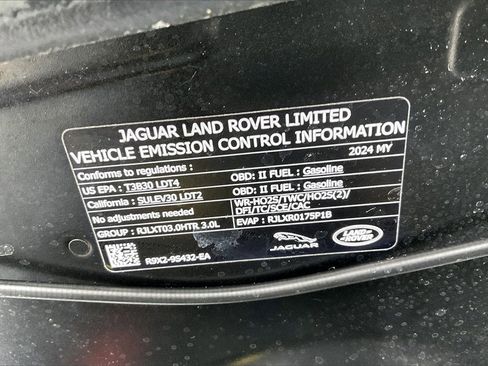 JAGUAR LAND ROVER LIMITED
VEHICLE EMISSION CONTROL INFORMATION
Conforms to regulations : 2024 MY
US EPA : T3B30 LDT4 OBD: II FUEL : Gasoline
California : SULEV30 LDT2 OBD: II FUEL : Gasoline
No adjustments needed WR-HO2S/TWC/HO2S(2)/
DFI/TC/SCE/CAC
GROUP : RJLXT03.0HTR 3.0L EVAP : RJLXR0175P1B
R9X2-9S432-EA
JAGUAR
LAND ROVER